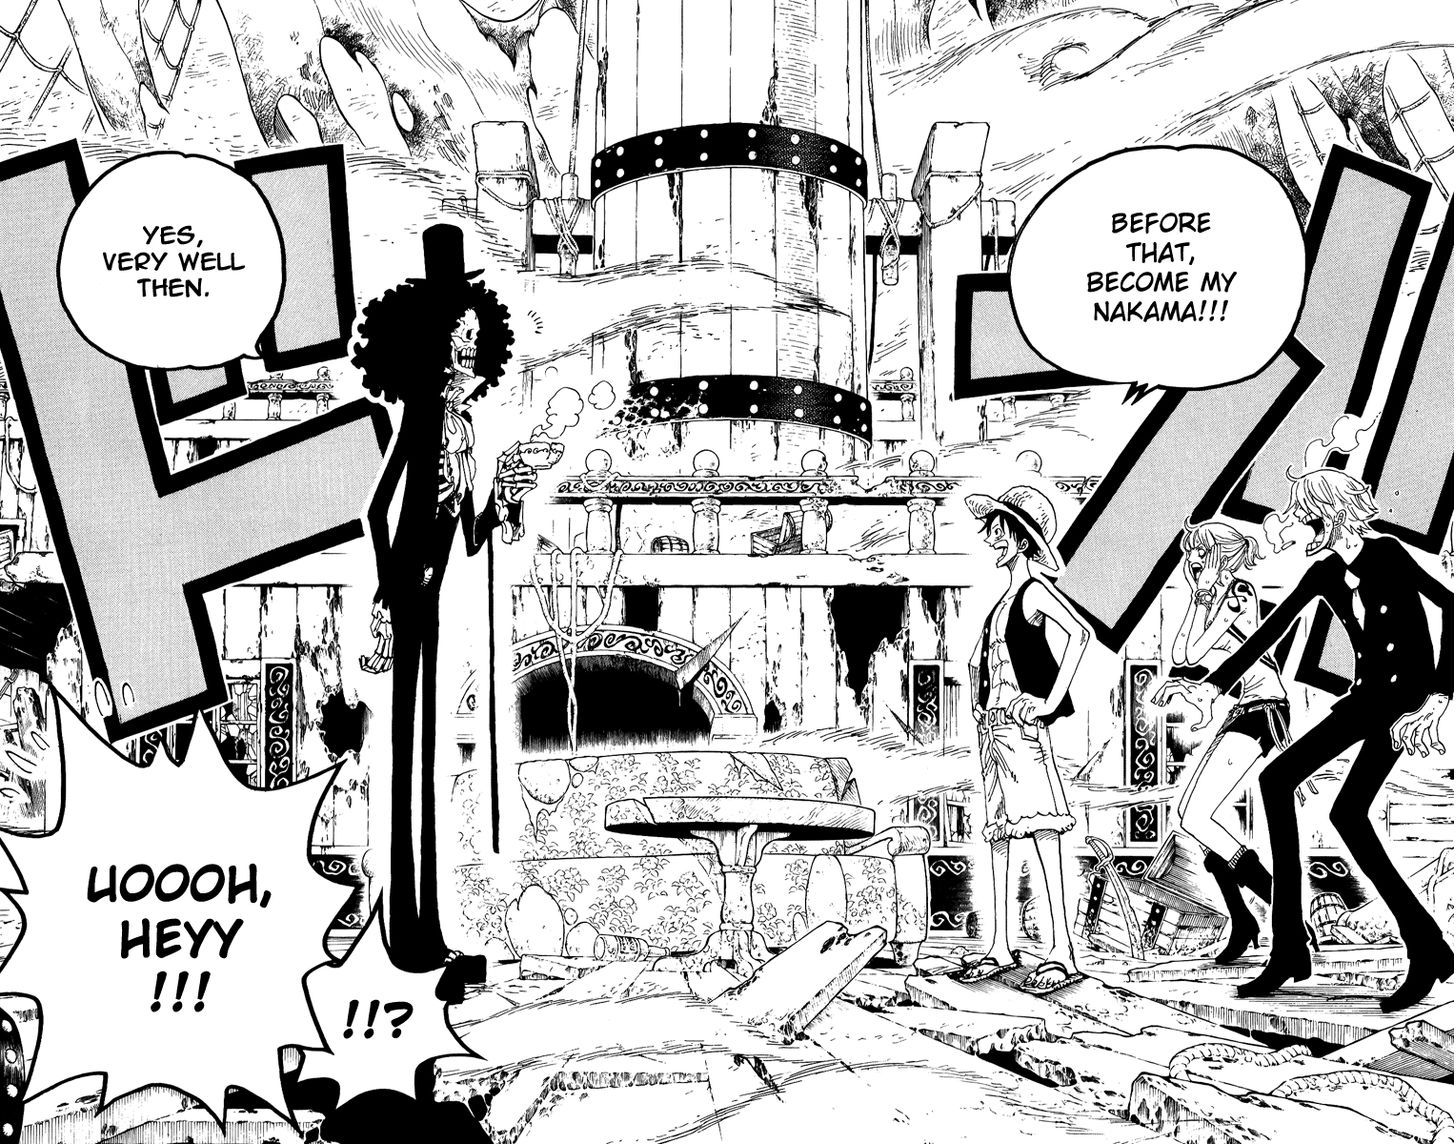 BEFORE
THAT,
BECOME MY
NAKAMA!!!
YES,
VERY WELL
THEN.
UOOOH,
HEYY
!!!
!!?